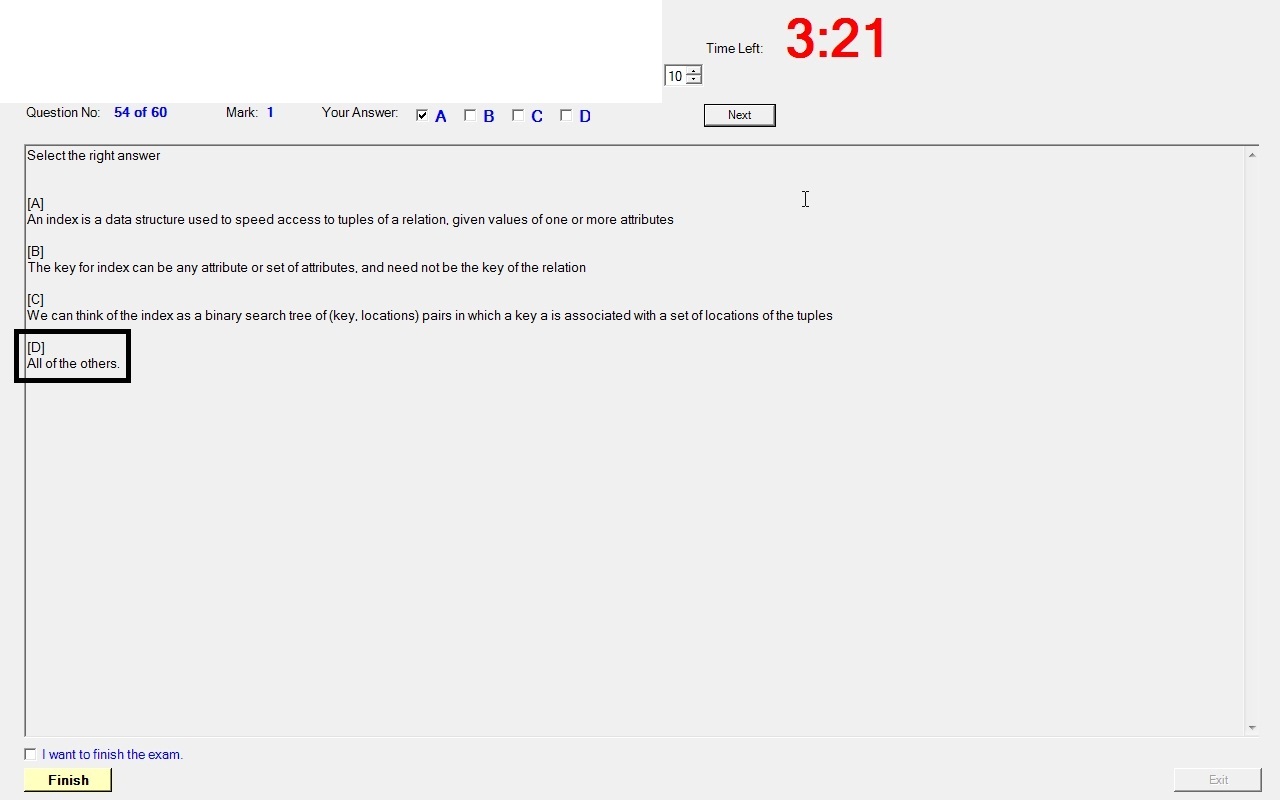 Time Left: 3:21
10
Question No: 54 of 60 Mark: 1 Your Answer: A B C D Next
Select the right answer
[A]
An index is a data structure used to speed access to tuples of a relation, given values of one or more attributes
[B]
The key for index can be any attribute or set of attributes, and need not be the key of the relation
[C]
We can think of the index as a binary search tree of (key, locations) pairs in which a key a is associated with a set of locations of the tuples
[D]
All of the others.
I want to finish the exam.
Finish Exit